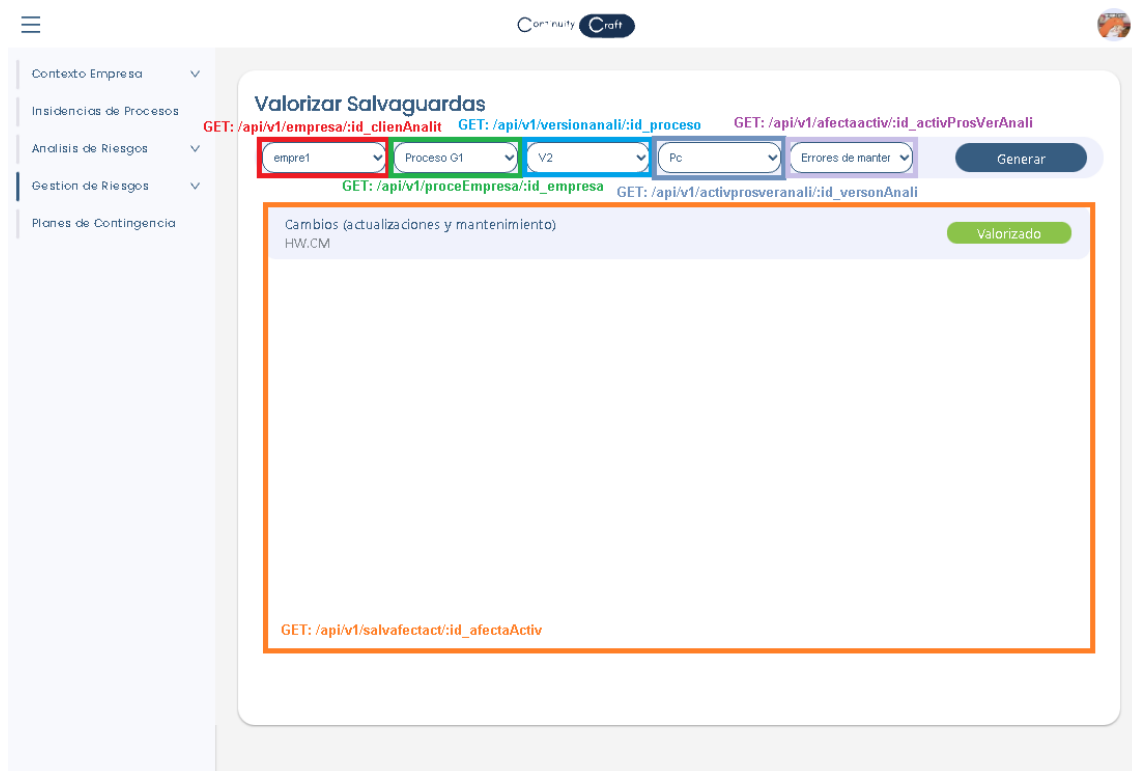 Continuity Craft
Contexto Empresa
Insidencias de Procesos
Analisis de Riesgos
Gestion de Riesgos
Planes de Contingencia
Valorizar Salvaguardas
GET: /api/v1/empresa/:id_clienAnalit
GET: /api/v1/versionanali/:id_proceso
GET: /api/v1/afectaactiv/:id_activProsVerAnali
empre1
Proceso G1
V2
Pc
Errores de manter
Generar
GET: /api/v1/proceEmpresa/:id_empresa
GET: /api/v1/activprosveranali/:id_versonAnali
Cambios (actualizaciones y mantenimiento)
HW.CM
Valorizado
GET: /api/v1/salvafectact/:id_afectaActiv